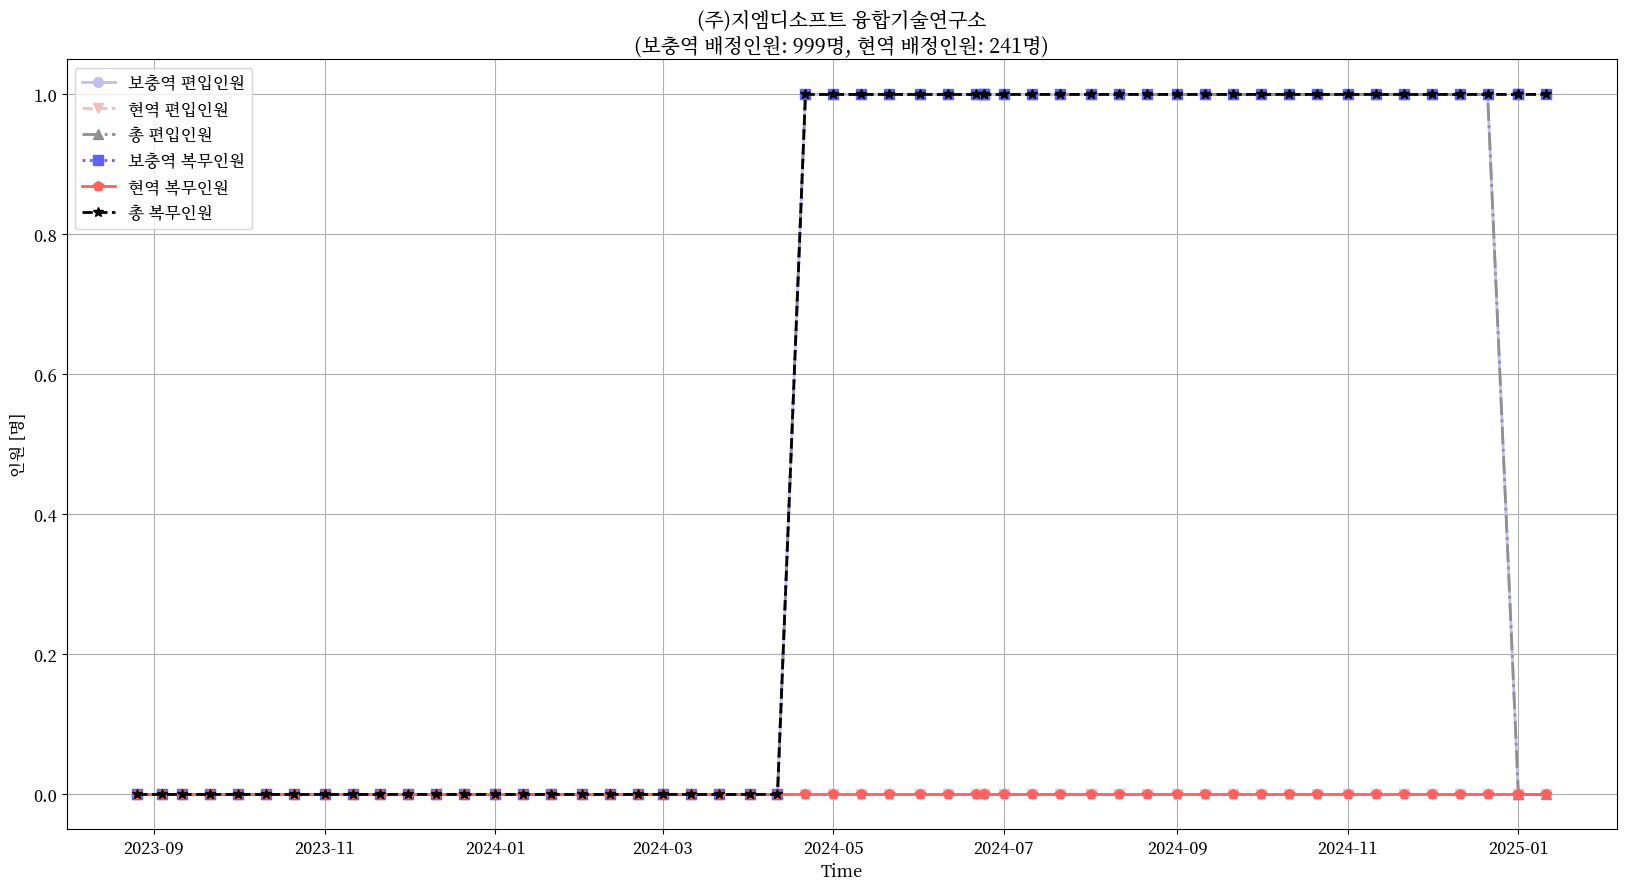 (주)지엠디소프트 융합기술연구소
(보충역 배정인원: 999명, 현역 배정인원: 241명)
보충역 편입인원
현역 편입인원
총 편입인원
보충역 복무인원
현역 복무인원
총 복무인원
1.0
0.8
0.6
0.4
0.2
0.0
인원 [명]
2023-09
2023-11
2024-01
2024-03
2024-05
2024-07
2024-09
2024-11
2025-01
Time